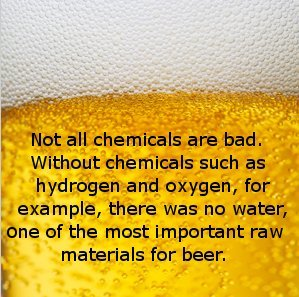 Not all chemicals are bad.
Without chemicals such as
hydrogen and oxygen, for
example, there was no water,
one of the most important raw
materials for beer.